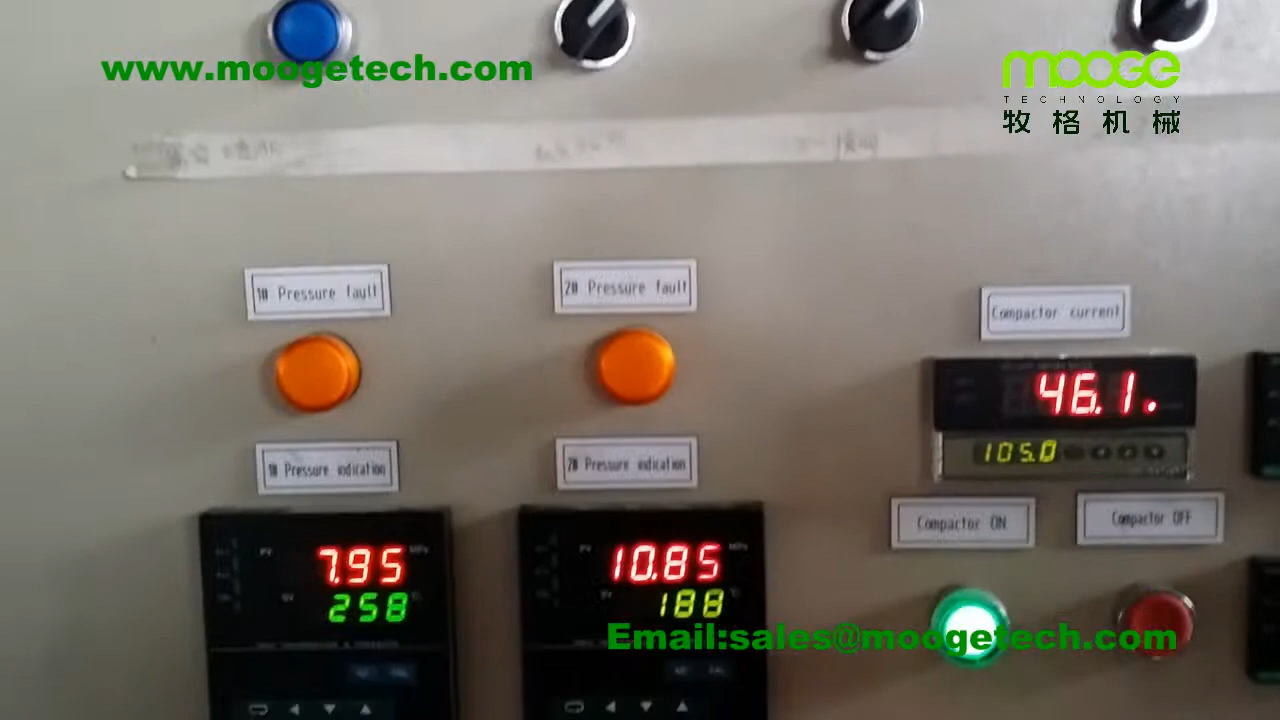 www.moogetech.com
mooge
TECHNOLOGY
牧格机械
1# Pressure fault
2# Pressure fault
Compactor current
46.1.
105.0
1# Pressure indication
2# Pressure indication
Compactor ON
Compactor OFF
PV 7.95 MPa
SV 258 ℃
PV 10.85 MPa
SV 188 ℃
Email:sales@moogetech.com